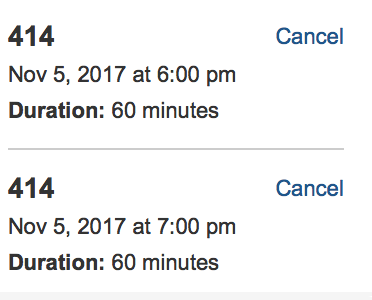 414 Cancel
Nov 5, 2017 at 6:00 pm
Duration: 60 minutes
414 Cancel
Nov 5, 2017 at 7:00 pm
Duration: 60 minutes